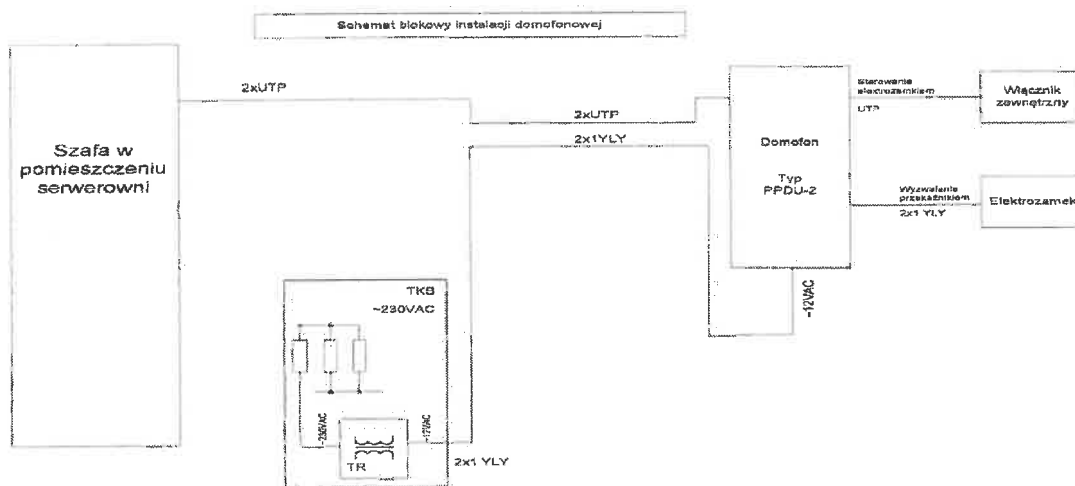 Schemat blokowy instalacji domofonowej
2xUTP
Szafa w
pomieszczeniu
serwerowni
2xUTP
2x1YLY
Domofon
Typ
PPDU-2
Sterowanie
elektrozamkiem
UTP
Włącznik
zewnętrzny
Wyzwalanie
przekaźnikiem
2x1 YLY
Elektrozamek
~12VAC
TKB
~230VAC
~230VAC
~12VAC
TR
2x1 YLY